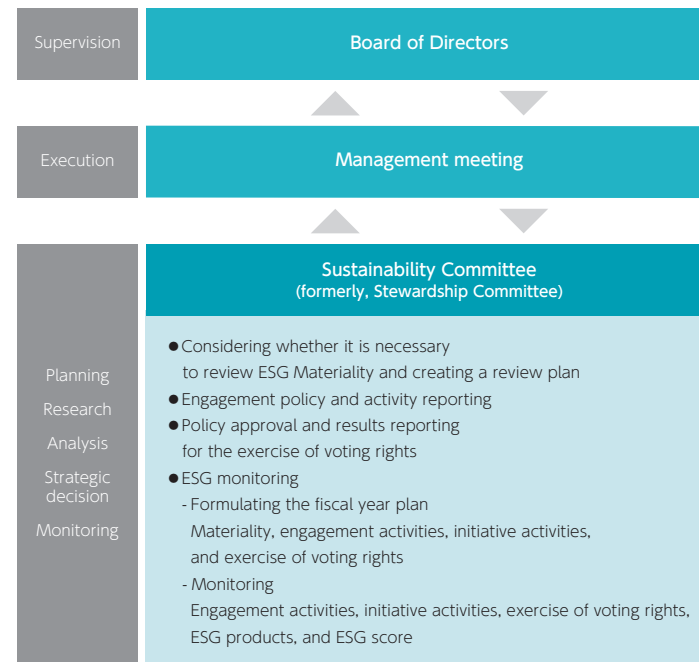 Supervision
Board of Directors
Execution
Management meeting
Sustainability Committee
(formerly, Stewardship Committee)
Planning
Research
Analysis
Strategic
decision
Monitoring
●Considering whether it is necessary
to review ESG Materiality and creating a review plan
●Engagement policy and activity reporting
●Policy approval and results reporting
for the exercise of voting rights
●ESG monitoring
- Formulating the fiscal year plan
Materiality, engagement activities, initiative activities,
and exercise of voting rights
- Monitoring
Engagement activities, initiative activities, exercise of voting rights,
ESG products, and ESG score